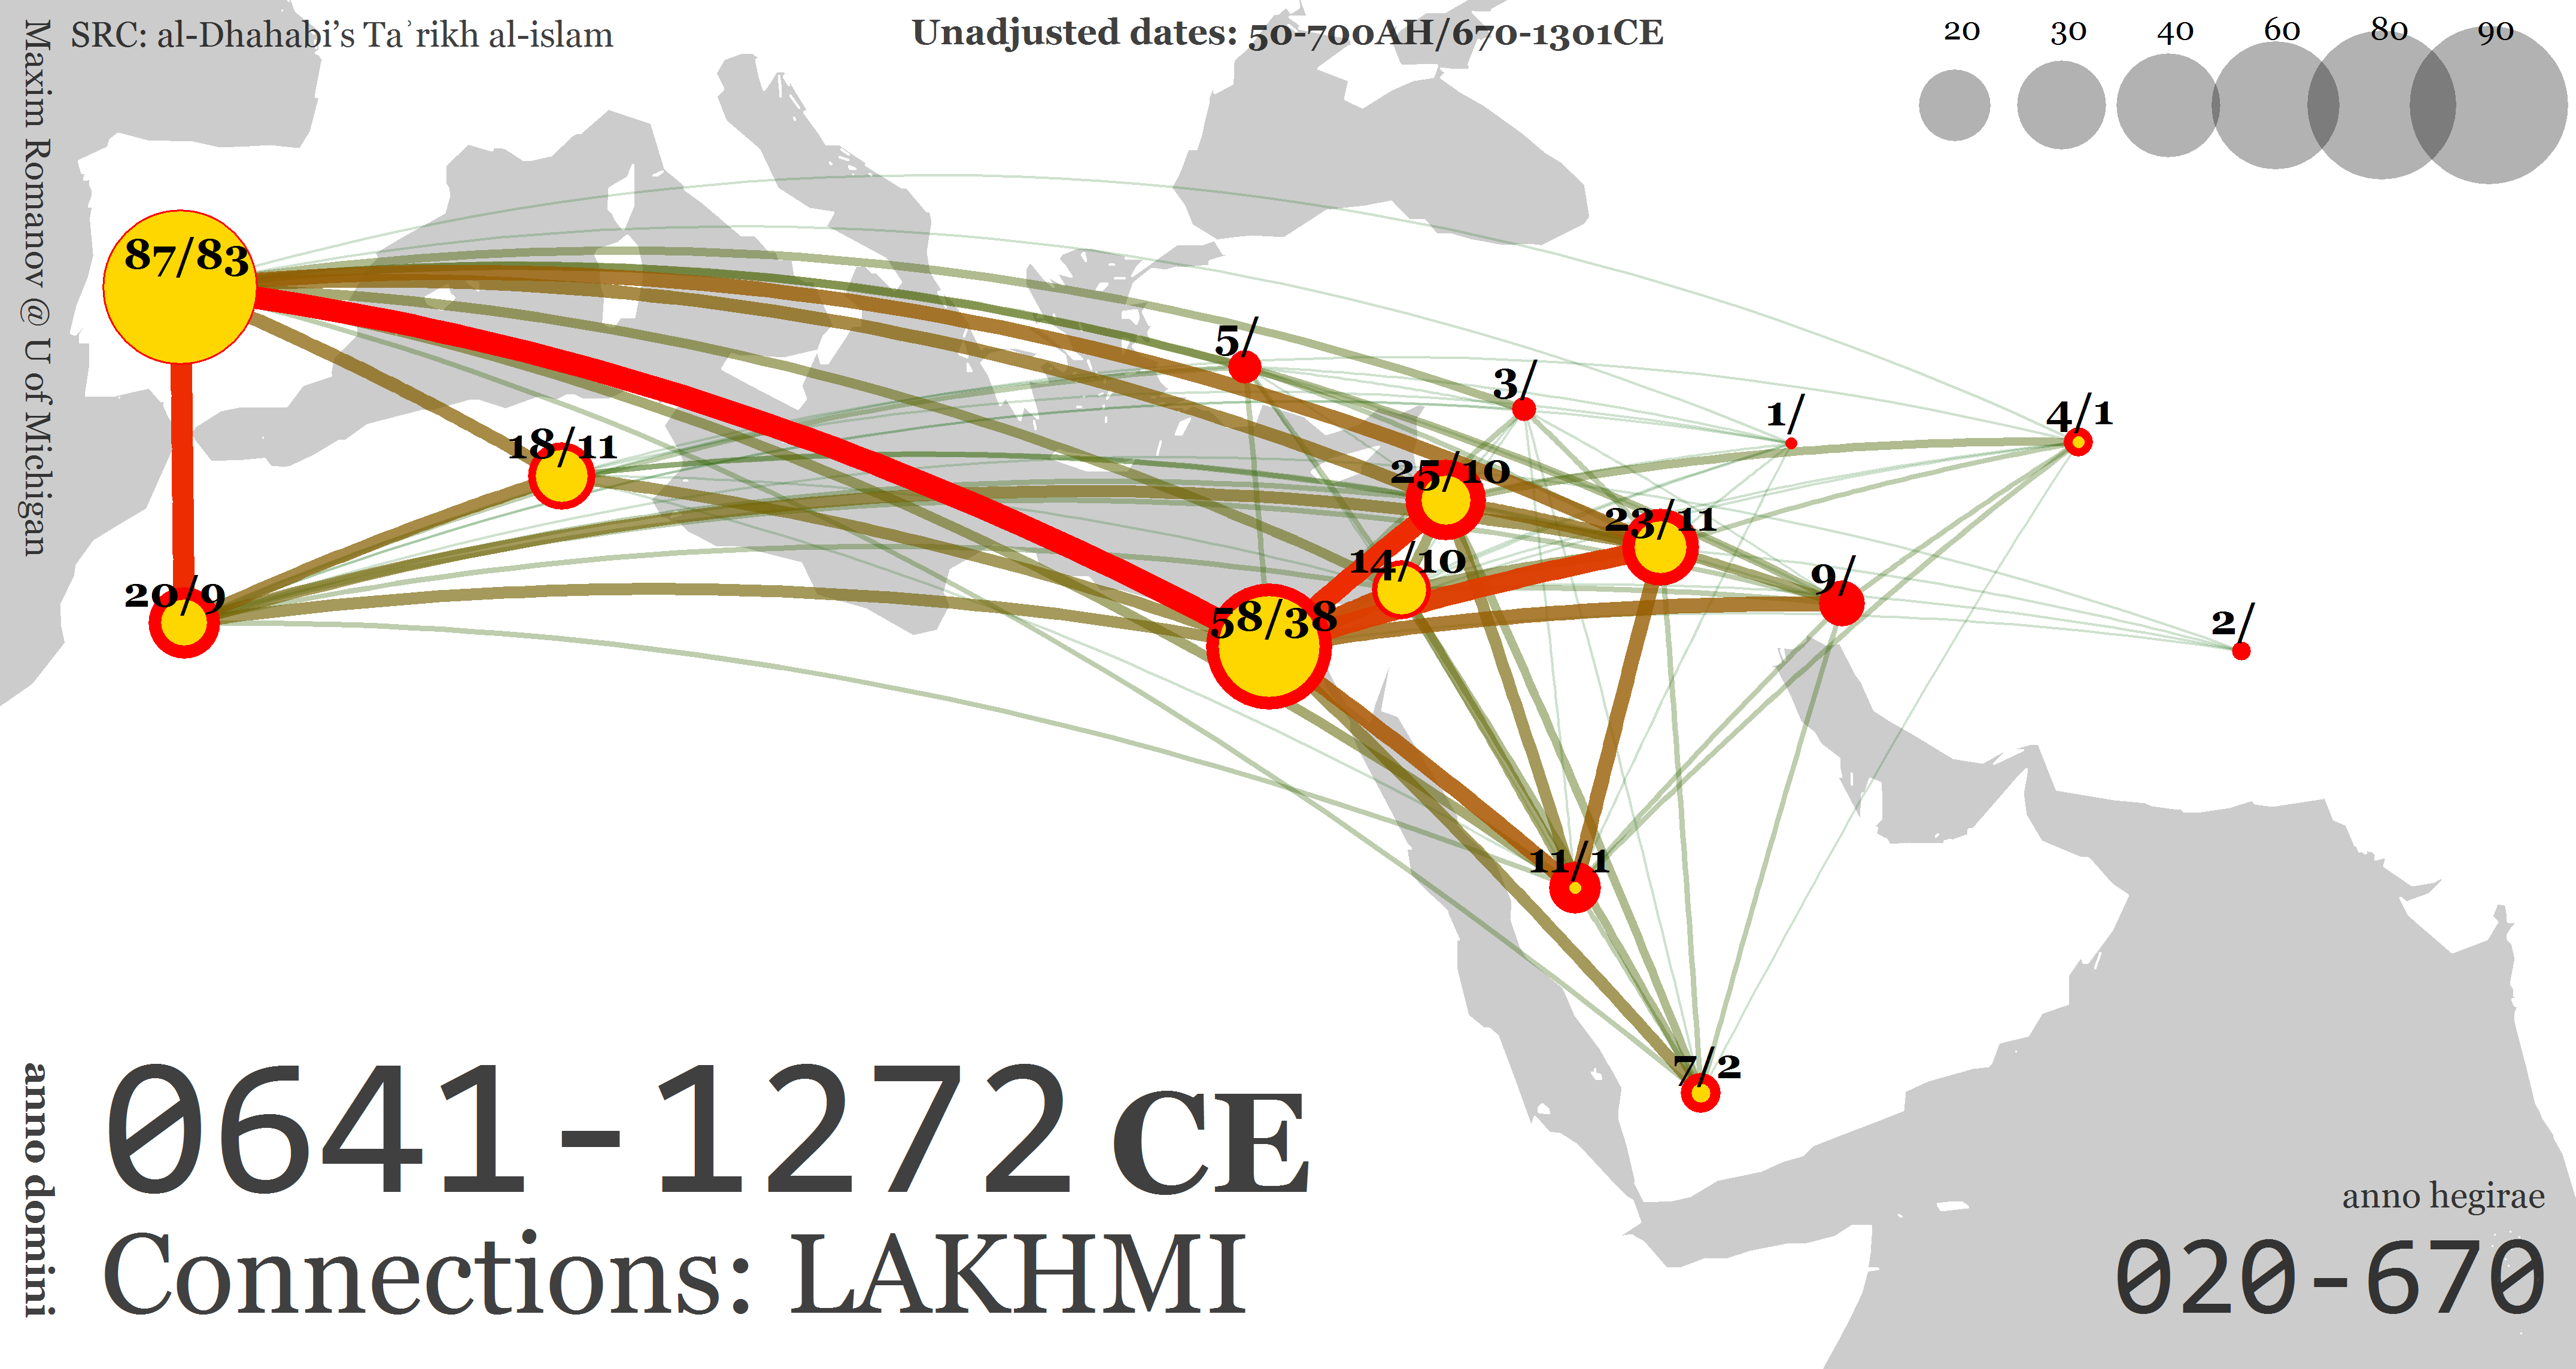 SRC: al-Dhahabi's Taʾrikh al-islam
Unadjusted dates: 50-700AH/670-1301CE
20 30 40 60 80 90
Maxim Romanov @ U of Michigan
87/83
5/
3/
1/
4/1
18/11
25/10
23/11
14/10
9/
20/9
58/38
2/
11/1
7/2
anno domini
0641-1272 CE
Connections: LAKHMI
anno hegirae
020-670